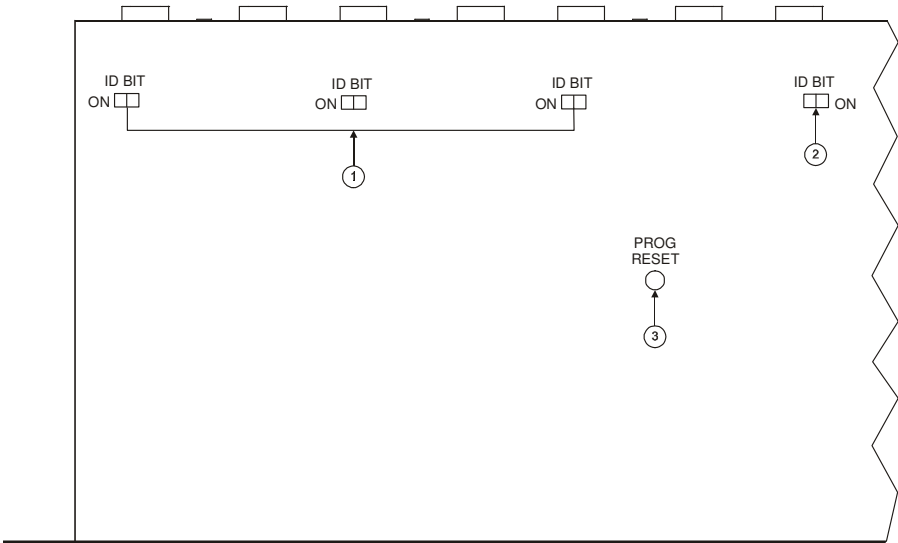 ID BIT
ID BIT
ID BIT
ID BIT
ON
ON
ON
ON
1
2
PROG
RESET
3